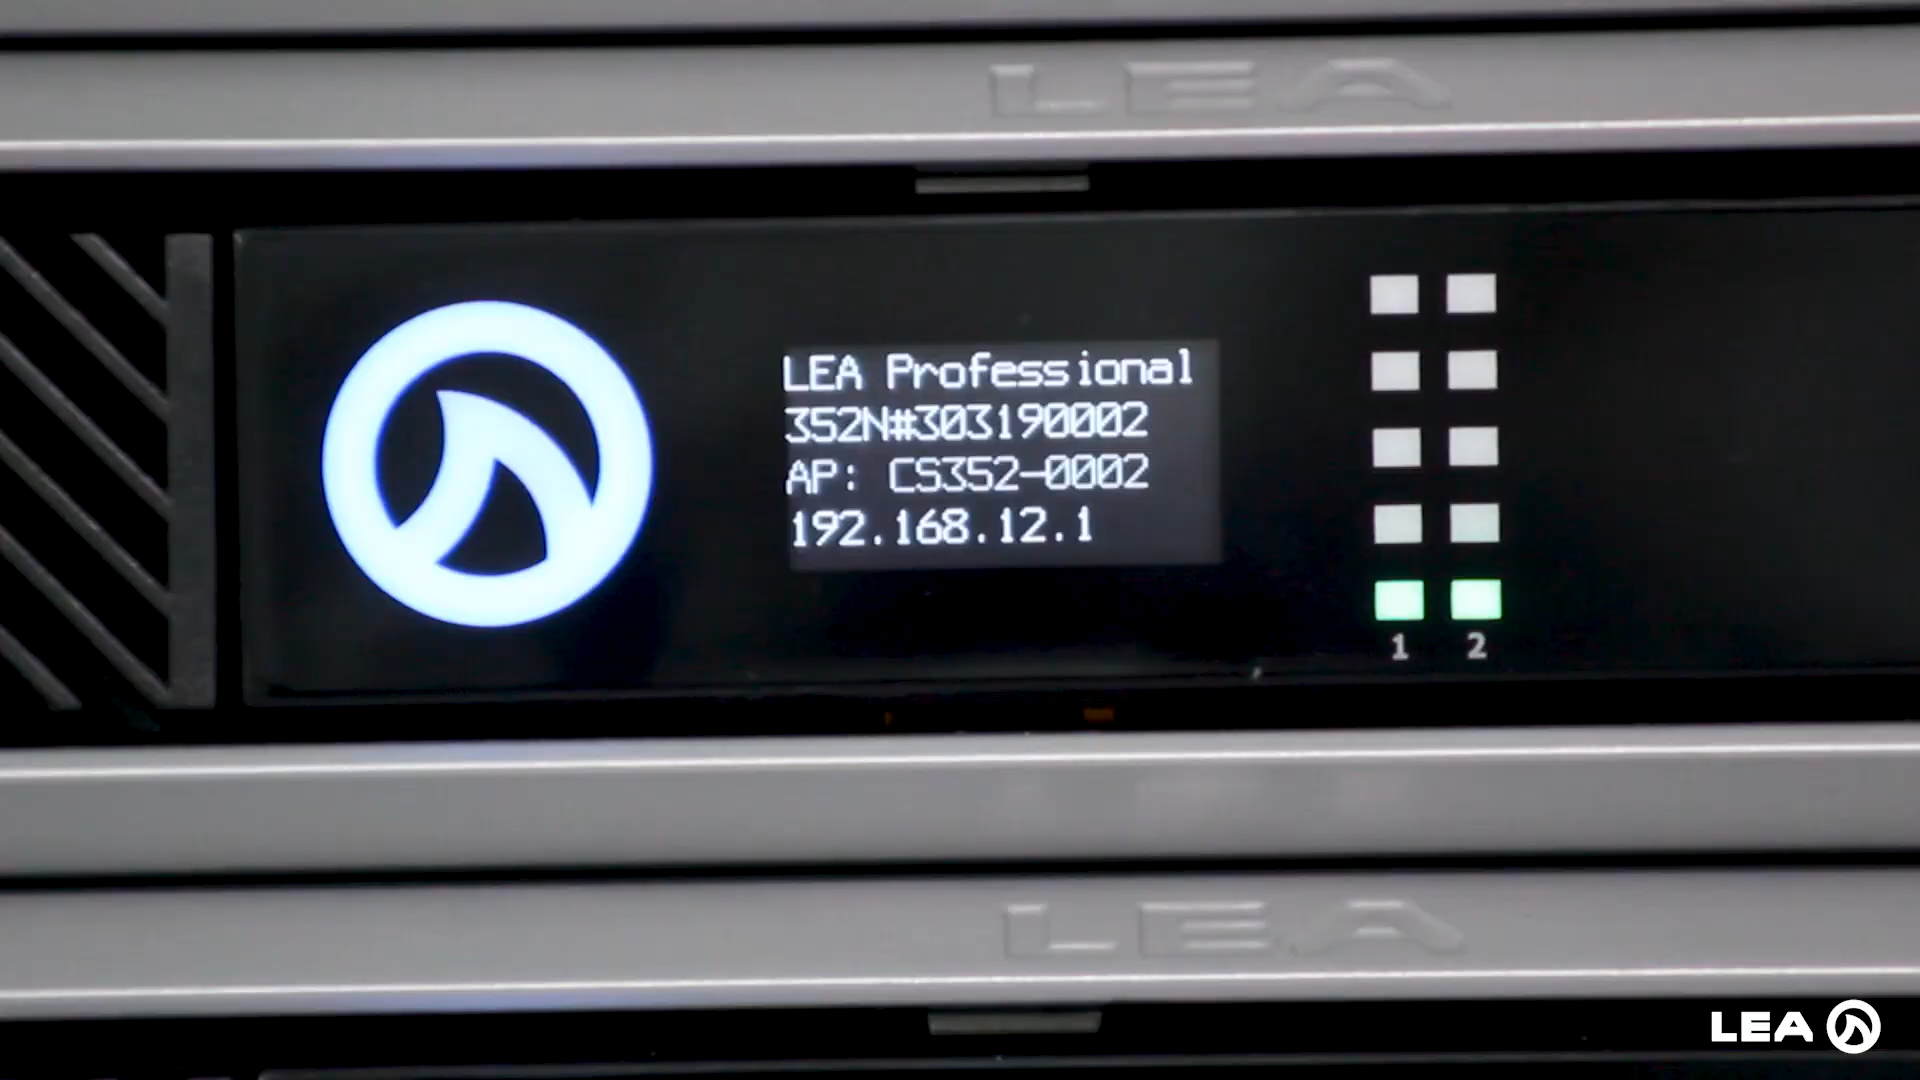 LEA
LEA Professional
352N#303190002
AP: CS352-0002
192.168.12.1
1 2
LEA
LEA